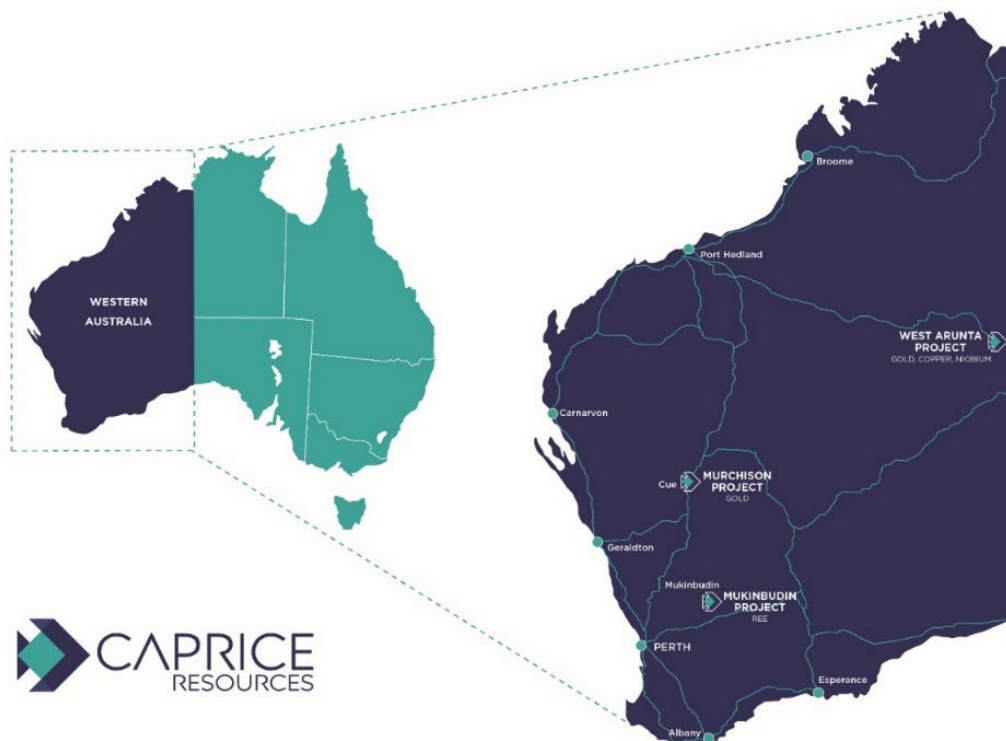 WESTERN
AUSTRALIA
Broome
Port Hedland
WEST ARUNTA
PROJECT
GOLD, COPPER, NIOBIUM
Carnarvon
Cue
MURCHISON
PROJECT
GOLD
Geraldton
Mukinbudin
MUKINBUDIN
PROJECT
REE
PERTH
Esperance
Albany
CAPRICE
RESOURCES